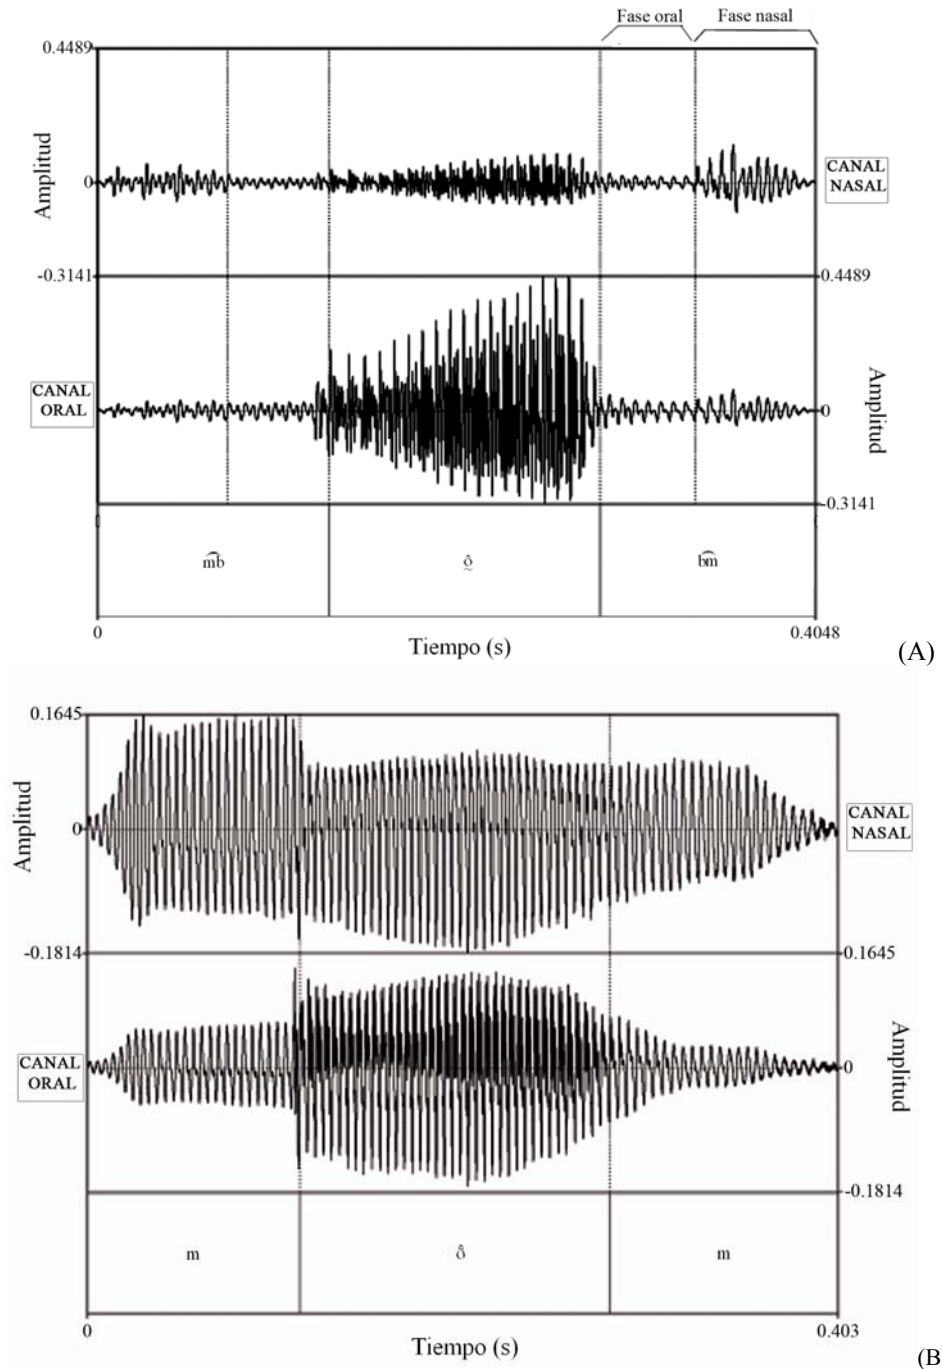 Fase oral Fase nasal
0.4489
Amplitud
0
CANAL
NASAL
-0.3141
0.4489
CANAL
ORAL
Amplitud
0
-0.3141
m͡b ô̰ b͡m
0
Tiempo (s)
0.4048
(A)
0.1645
Amplitud
0
CANAL
NASAL
-0.1814
0.1645
CANAL
ORAL
Amplitud
0
-0.1814
m m
0
Tiempo (s)
0.403
(B